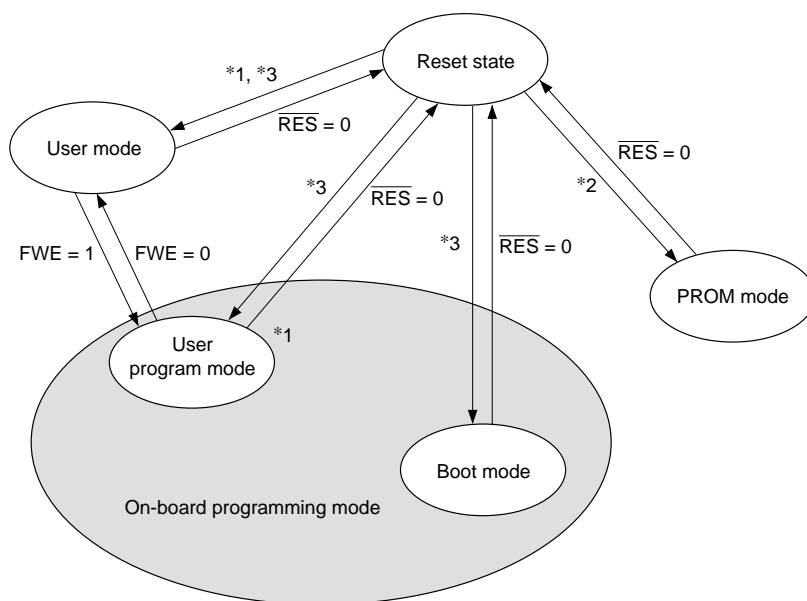 Reset state
*1, *3
RES = 0
User mode
*3
RES = 0
RES = 0
*2
*3
RES = 0
FWE = 1
FWE = 0
PROM mode
User
program mode
*1
Boot mode
On-board programming mode